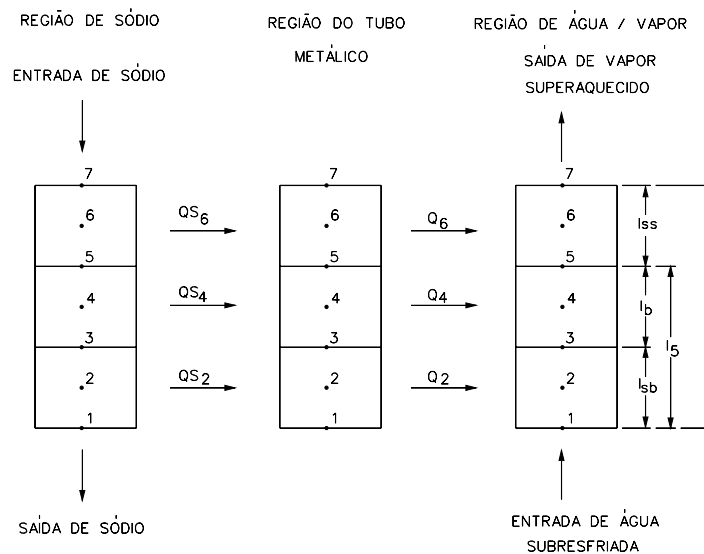 REGIÃO DE SÓDIO
REGIÃO DO TUBO
METÁLICO
REGIÃO DE ÁGUA / VAPOR
ENTRADA DE SÓDIO
SAÍDA DE VAPOR
SUPERAQUECIDO
7
7
7
6
QS6
6
Q6
6
lss
5
5
5
4
QS4
4
Q4
4
lb
3
3
3
l5
2
QS2
2
Q2
2
lsb
1
1
1
SAÍDA DE SÓDIO
ENTRADA DE ÁGUA
SUBRESFRIADA